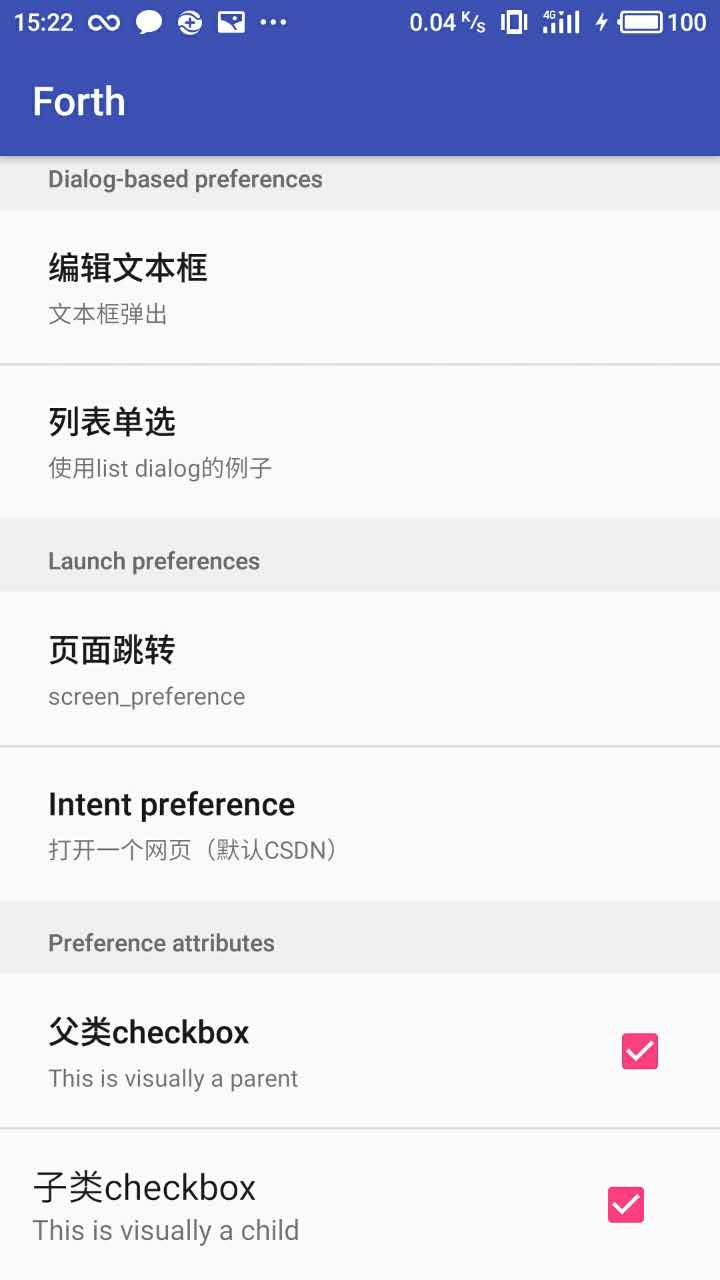 15:22 0.04 K/s 4G 100
Forth
Dialog-based preferences
编辑文本框
文本框弹出
列表单选
使用list dialog的例子
Launch preferences
页面跳转
screen_preference
Intent preference
打开一个网页（默认CSDN）
Preference attributes
父类checkbox
This is visually a parent
子类checkbox
This is visually a child